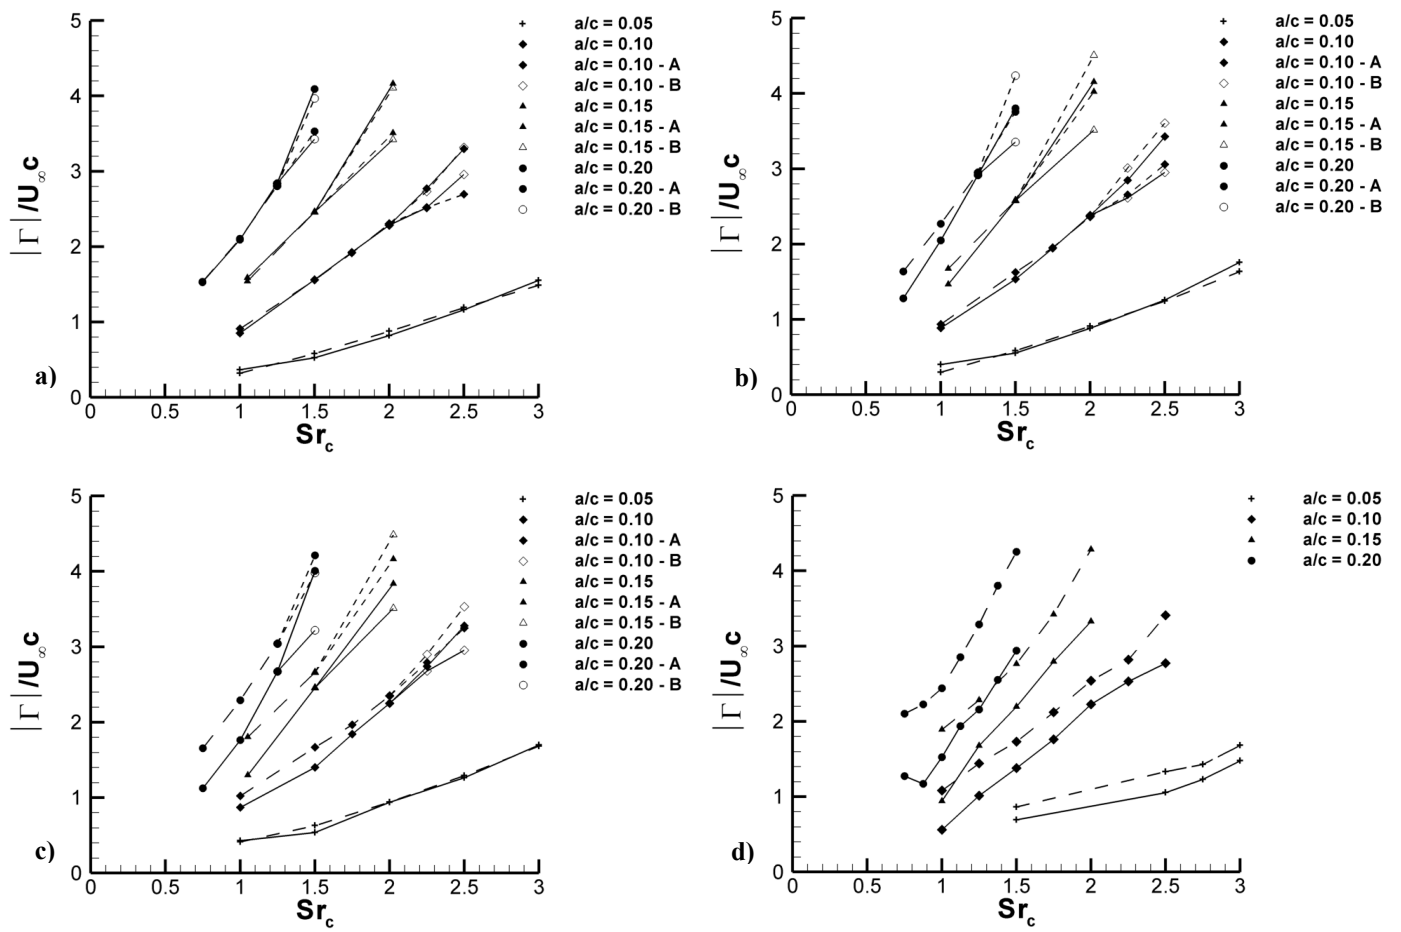 5
4
3
2
1
0
0
0.5
1
1.5
2
2.5
3
|Γ|/U∞c
Src
a)
a/c = 0.05
a/c = 0.10
a/c = 0.10 - A
a/c = 0.10 - B
a/c = 0.15
a/c = 0.15 - A
a/c = 0.15 - B
a/c = 0.20
a/c = 0.20 - A
a/c = 0.20 - B
5
4
3
2
1
0
0
0.5
1
1.5
2
2.5
3
|Γ|/U∞c
Src
b)
a/c = 0.05
a/c = 0.10
a/c = 0.10 - A
a/c = 0.10 - B
a/c = 0.15
a/c = 0.15 - A
a/c = 0.15 - B
a/c = 0.20
a/c = 0.20 - A
a/c = 0.20 - B
5
4
3
2
1
0
0
0.5
1
1.5
2
2.5
3
|Γ|/U∞c
Src
c)
a/c = 0.05
a/c = 0.10
a/c = 0.10 - A
a/c = 0.10 - B
a/c = 0.15
a/c = 0.15 - A
a/c = 0.15 - B
a/c = 0.20
a/c = 0.20 - A
a/c = 0.20 - B
5
4
3
2
1
0
0
0.5
1
1.5
2
2.5
3
|Γ|/U∞c
Src
d)
a/c = 0.05
a/c = 0.10
a/c = 0.15
a/c = 0.20